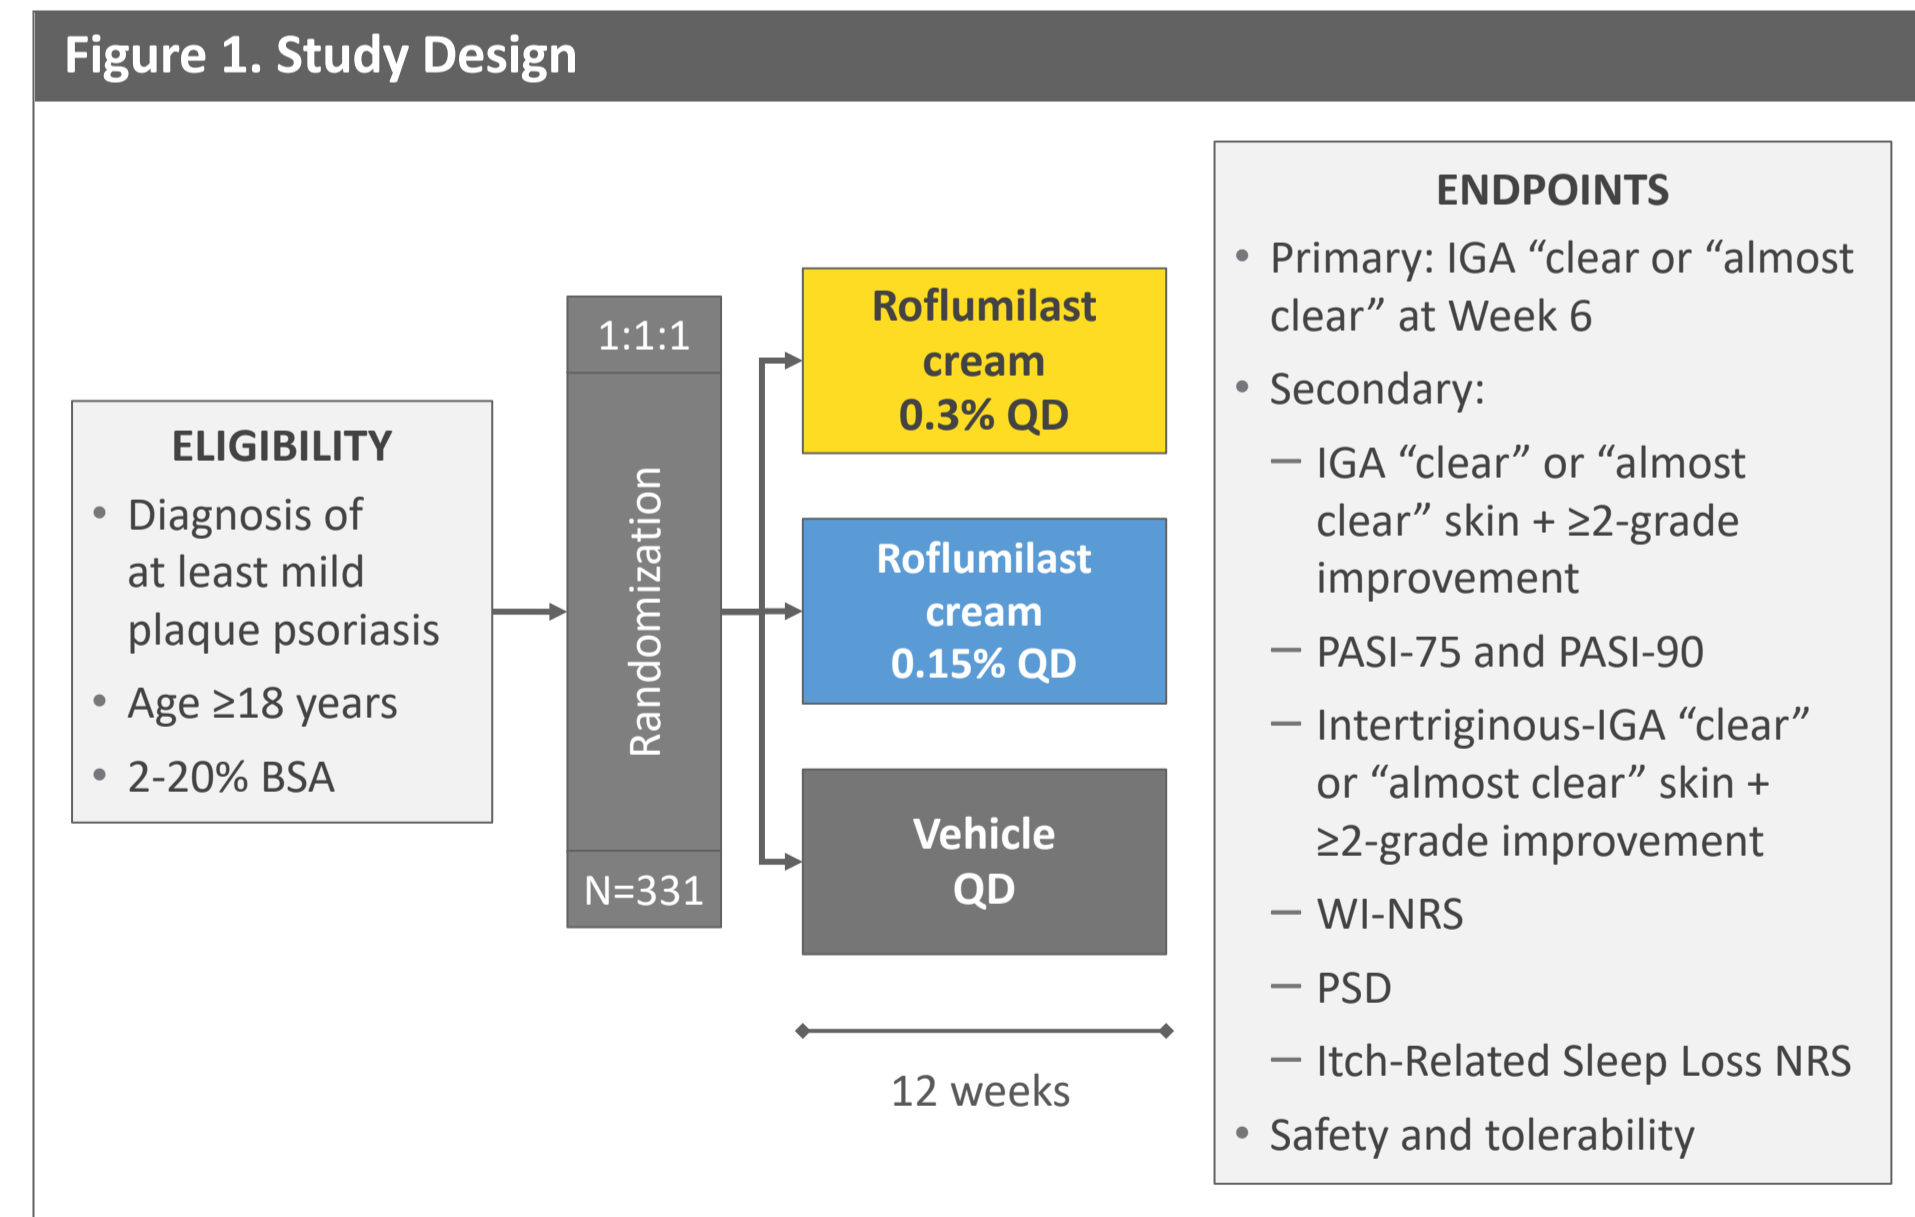 Figure 1. Study Design
ELIGIBILITY
• Diagnosis of
at least mild
plaque psoriasis
• Age ≥18 years
• 2-20% BSA
1:1:1
Randomization
N=331
Roflumilast
cream
0.3% QD
Roflumilast
cream
0.15% QD
Vehicle
QD
12 weeks
ENDPOINTS
• Primary: IGA “clear or “almost
clear” at Week 6
• Secondary:
— IGA “clear” or “almost
clear” skin + ≥2-grade
improvement
— PASI-75 and PASI-90
— Intertriginous-IGA “clear”
or “almost clear” skin +
≥2-grade improvement
— WI-NRS
— PSD
— Itch-Related Sleep Loss NRS
• Safety and tolerability